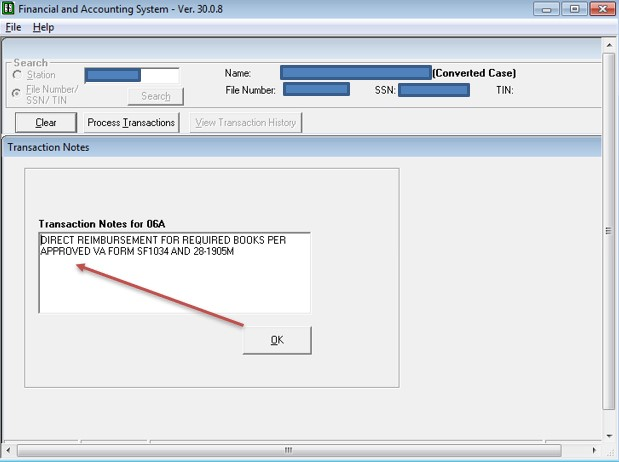 Financial and Accounting System - Ver. 30.0.8
File Help
Search
Station
File Number/
SSN/ TIN
Search
Name: (Converted Case)
File Number: SSN: TIN:
Clear Process Transactions View Transaction History
Transaction Notes
Transaction Notes for 06A
DIRECT REIMBURSEMENT FOR REQUIRED BOOKS PER
APPROVED VA FORM SF1034 AND 28-1905M
OK